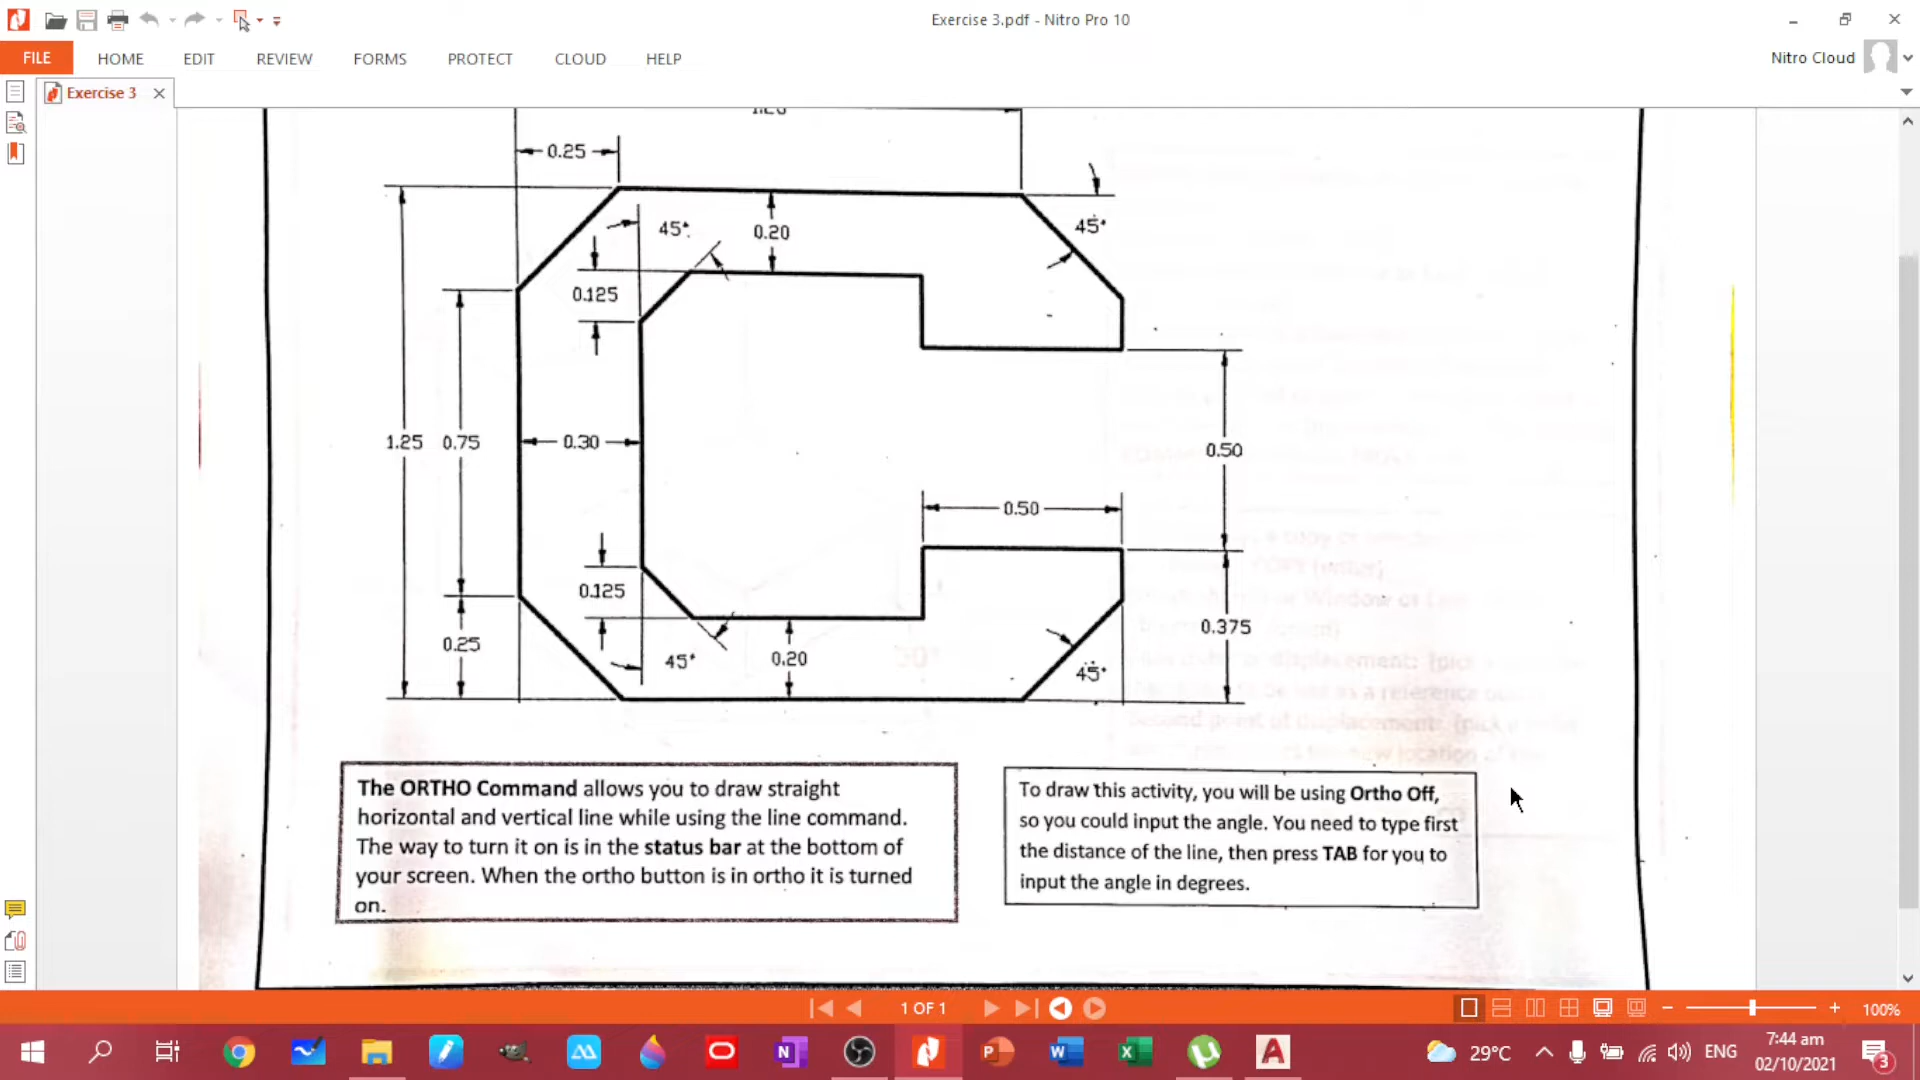 Exercise 3.pdf - Nitro Pro 10
FILE HOME EDIT REVIEW FORMS PROTECT CLOUD HELP
Nitro Cloud
Exercise 3
0.25
45°
0.20
45°
0.125
1.25 0.75
0.30
0.50
0.50
0.125
0.25
45°
0.20
45°
0.375
The ORTHO Command allows you to draw straight
horizontal and vertical line while using the line command.
The way to turn it on is in the status bar at the bottom of
your screen. When the ortho button is in ortho it is turned
on.
To draw this activity, you will be using Ortho Off,
so you could input the angle. You need to type first
the distance of the line, then press TAB for you to
input the angle in degrees.
1 OF 1
100%
29°C
ENG
7:44 am
02/10/2021
3